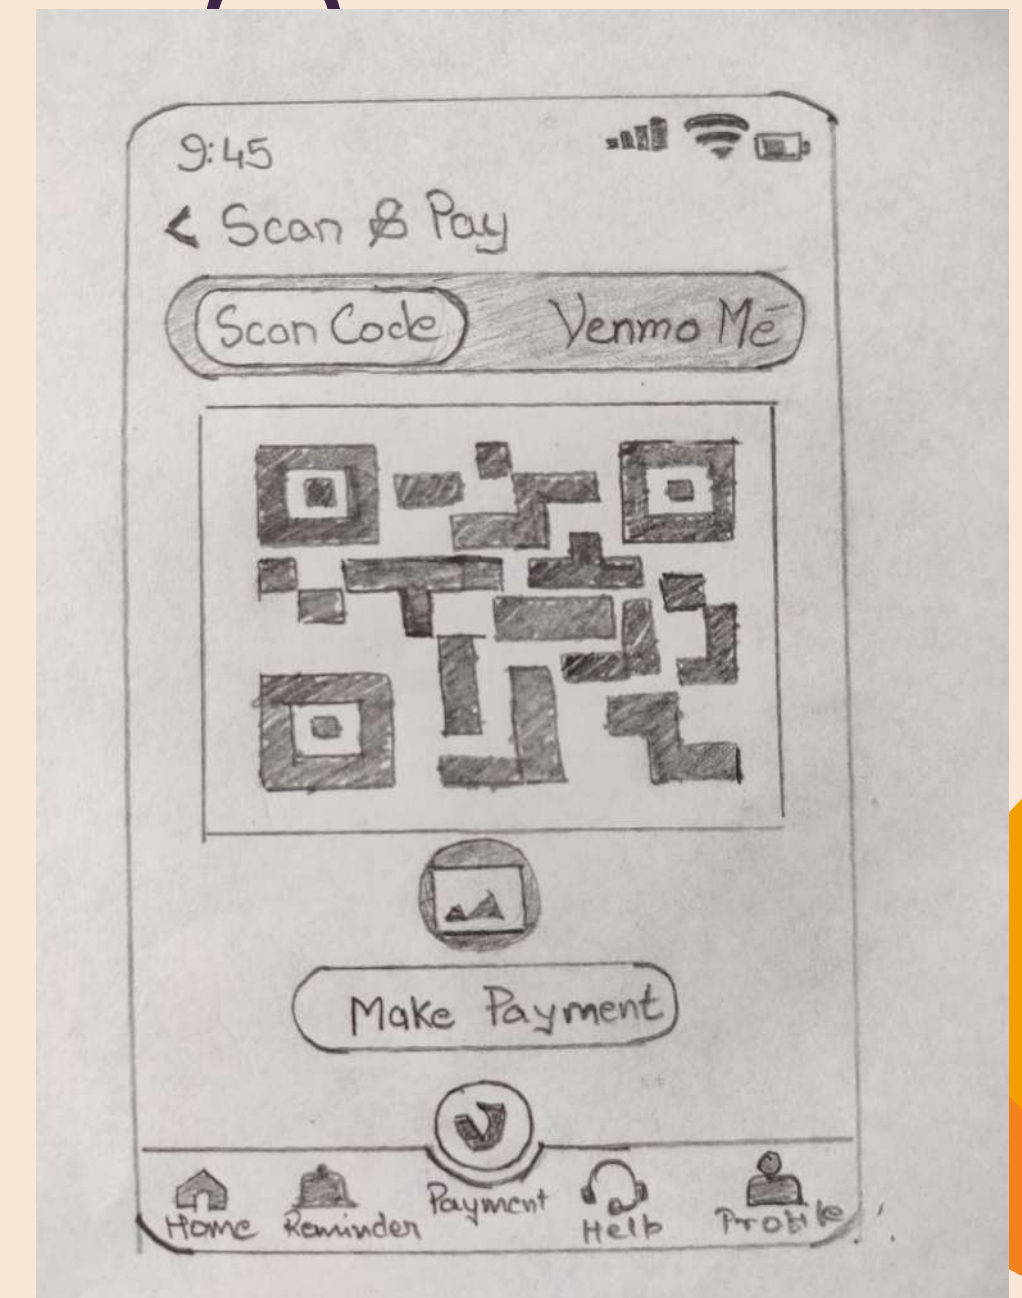 9:45
< Scan & Pay
Scan Code Venmo Me
Make Payment
Home Reminder Payment Help Profile